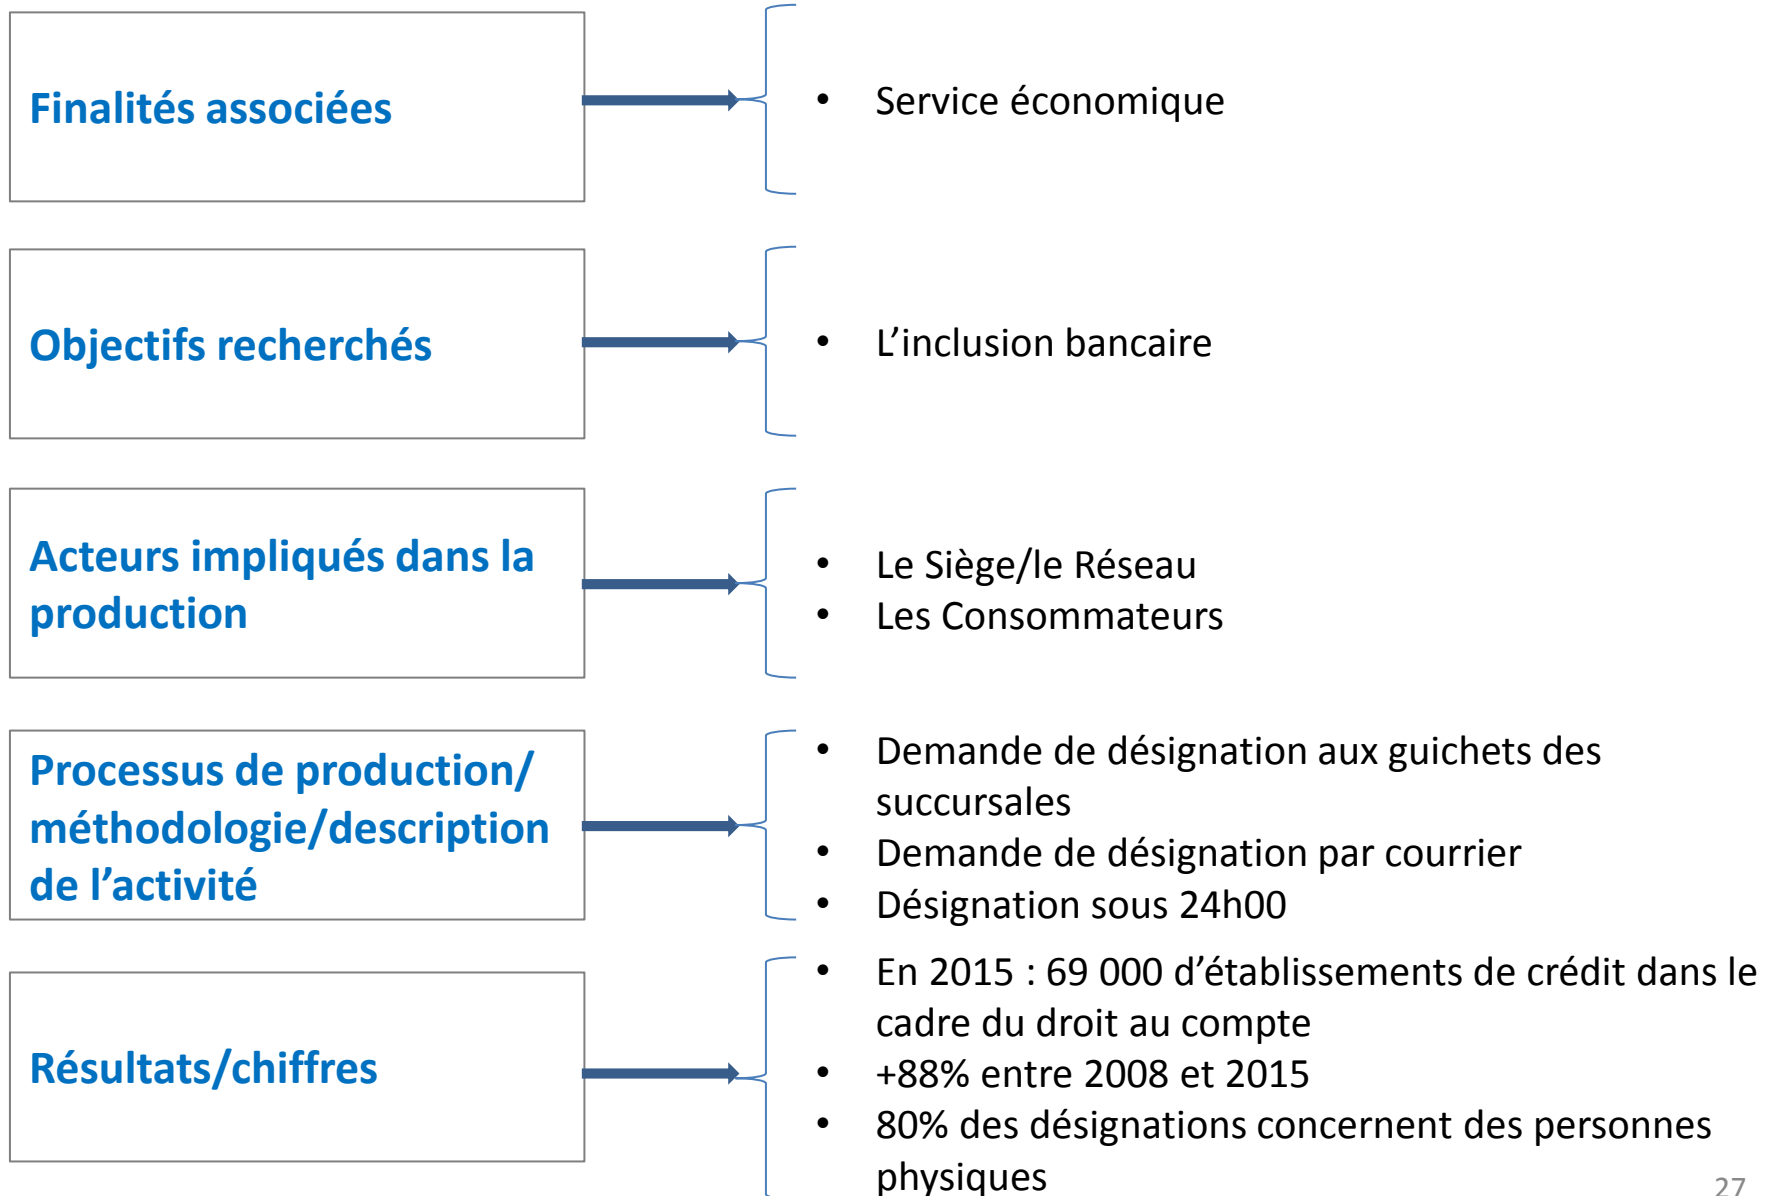 Finalités associées
• Service économique
Objectifs recherchés
• L’inclusion bancaire
Acteurs impliqués dans la
production
• Le Siège/le Réseau
• Les Consommateurs
Processus de production/
méthodologie/description
de l’activité
• Demande de désignation aux guichets des
succursales
• Demande de désignation par courrier
• Désignation sous 24h00
Résultats/chiffres
• En 2015 : 69 000 d’établissements de crédit dans le
cadre du droit au compte
• +88% entre 2008 et 2015
• 80% des désignations concernent des personnes
physiques
27